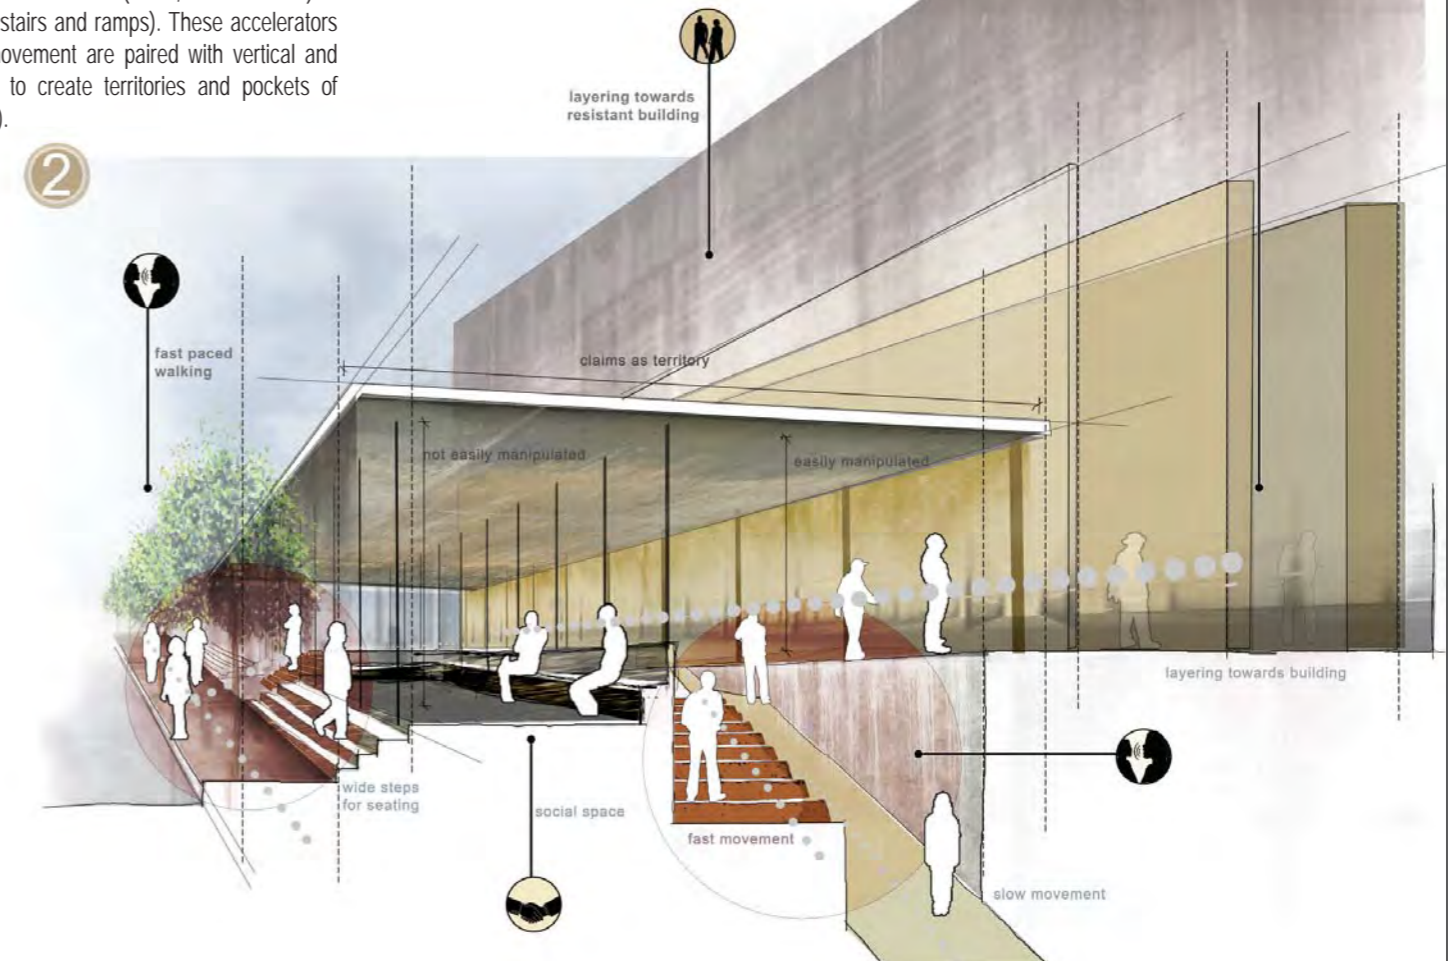 stairs and ramps). These accelerators
ovement are paired with vertical and
to create territories and pockets of
).
2
layering towards
resistant building
fast paced
walking
claims as territory
not easily manipulated
easily manipulated
layering towards building
wide steps
for seating
social space
fast movement
slow movement